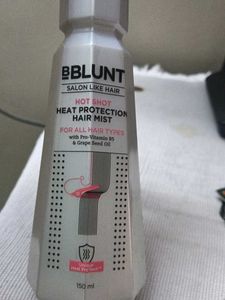 BBLUNT
SALON LIKE HAIR
HOT SHOT
HEAT PROTECTION
HAIR MIST
FOR ALL HAIR TYPES
with Pro-Vitamin B5
& Grape Seed Oil
150 ml